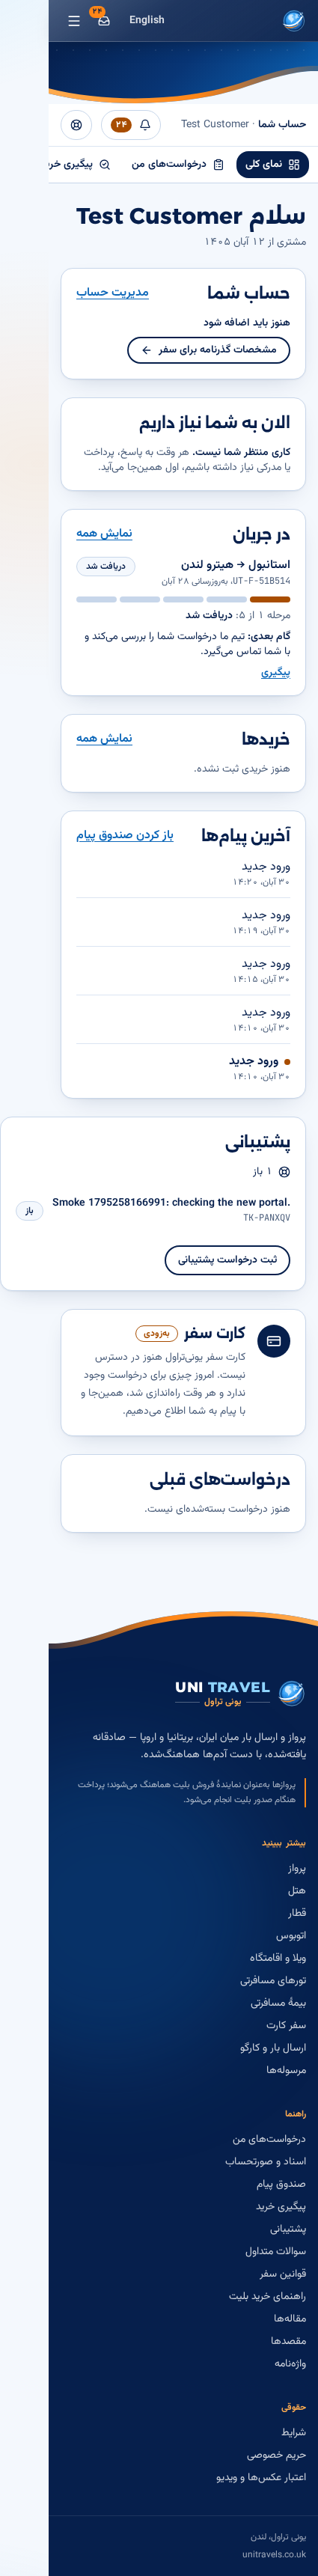 English
۲۴
حساب شما · Test Customer
۲۴
نمای کلی
درخواست‌های من
پیگیری خرید
سلام Test Customer
مشتری از ۱۲ آبان ۱۴۰۵
حساب شما
مدیریت حساب
هنوز باید اضافه شود
مشخصات گذرنامه برای سفر
الان به شما نیاز داریم
کاری منتظر شما نیست. هر وقت به پاسخ، پرداخت
یا مدرکی نیاز داشته باشیم، اول همین‌جا می‌آید.
در جریان
نمایش همه
استانبول → هیترو لندن
دریافت شد
UT-F-51B514، به‌روزرسانی ۲۸ آبان
مرحله ۱ از ۵: دریافت شد
گام بعدی: تیم ما درخواست شما را بررسی می‌کند و
با شما تماس می‌گیرد.
پیگیری
خریدها
نمایش همه
هنوز خریدی ثبت نشده.
آخرین پیام‌ها
باز کردن صندوق پیام
ورود جدید
۳۰ آبان، ۱۴:۲۰
ورود جدید
۳۰ آبان، ۱۴:۱۹
ورود جدید
۳۰ آبان، ۱۴:۱۵
ورود جدید
۳۰ آبان، ۱۴:۱۰
ورود جدید
۳۰ آبان، ۱۴:۱۰
پشتیبانی
۱ باز
Smoke 1795258166991: checking the new portal.
TK-PANXQV
باز
ثبت درخواست پشتیبانی
کارت سفر
به‌زودی
کارت سفر یونی‌تراول هنوز در دسترس
نیست. امروز چیزی برای درخواست وجود
ندارد و هر وقت راه‌اندازی شد، همین‌جا و
با پیام به شما اطلاع می‌دهیم.
درخواست‌های قبلی
هنوز درخواست بسته‌شده‌ای نیست.
UNI TRAVEL
یونی تراول
پرواز و ارسال بار میان ایران، بریتانیا و اروپا — صادقانه
یافته‌شده، با دست آدم‌ها هماهنگ‌شده.
پروازها به‌عنوان نمایندهٔ فروش بلیت هماهنگ می‌شوند؛ پرداخت
هنگام صدور بلیت انجام می‌شود.
بیشتر ببینید
پرواز
هتل
قطار
اتوبوس
ویلا و اقامتگاه
تورهای مسافرتی
بیمهٔ مسافرتی
سفر کارت
ارسال بار و کارگو
مرسوله‌ها
راهنما
درخواست‌های من
اسناد و صورتحساب
صندوق پیام
پیگیری خرید
پشتیبانی
سوالات متداول
قوانین سفر
راهنمای خرید بلیت
مقاله‌ها
مقصدها
واژه‌نامه
حقوقی
شرایط
حریم خصوصی
اعتبار عکس‌ها و ویدیو
یونی تراول، لندن
unitravels.co.uk